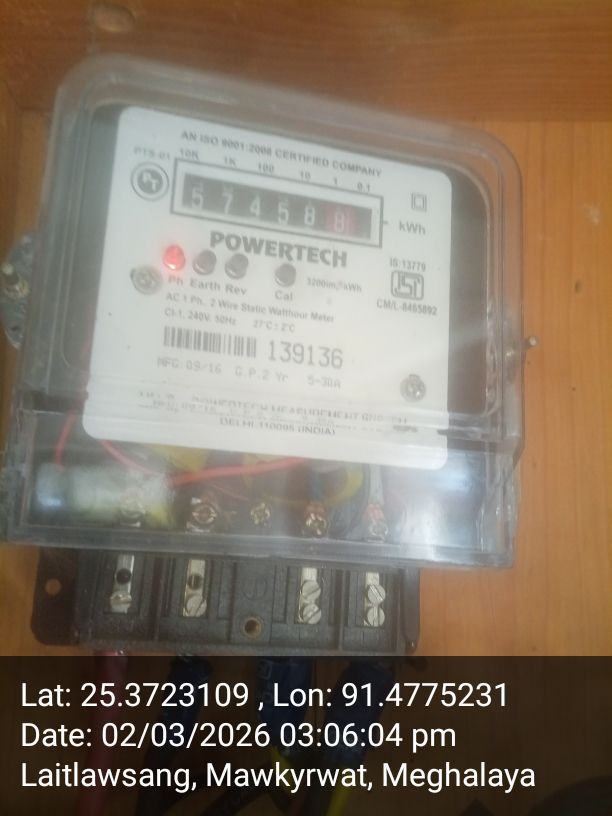 AN ISO 9001:2008 CERTIFIED COMPANY
PTS-01
10K 1K 100 10 1 0.1
PT
5 7 4 5 8 8
kWh
POWERTECH
Ph Earth Rev Cal
3200imp/kWh
IS:13779
CM/L-8465892
AC 1 Ph., 2 Wire Static Watthour Meter
Cl-1, 240V, 50Hz 27°C±2°C
139136
MFG.09/16 G.P.2 Yr 5-30A
POWERTECH MEASUREMENT
DELHI-110095 (INDIA)
Lat: 25.3723109 , Lon: 91.4775231
Date: 02/03/2026 03:06:04 pm
Laitlawsang, Mawkyrwat, Meghalaya